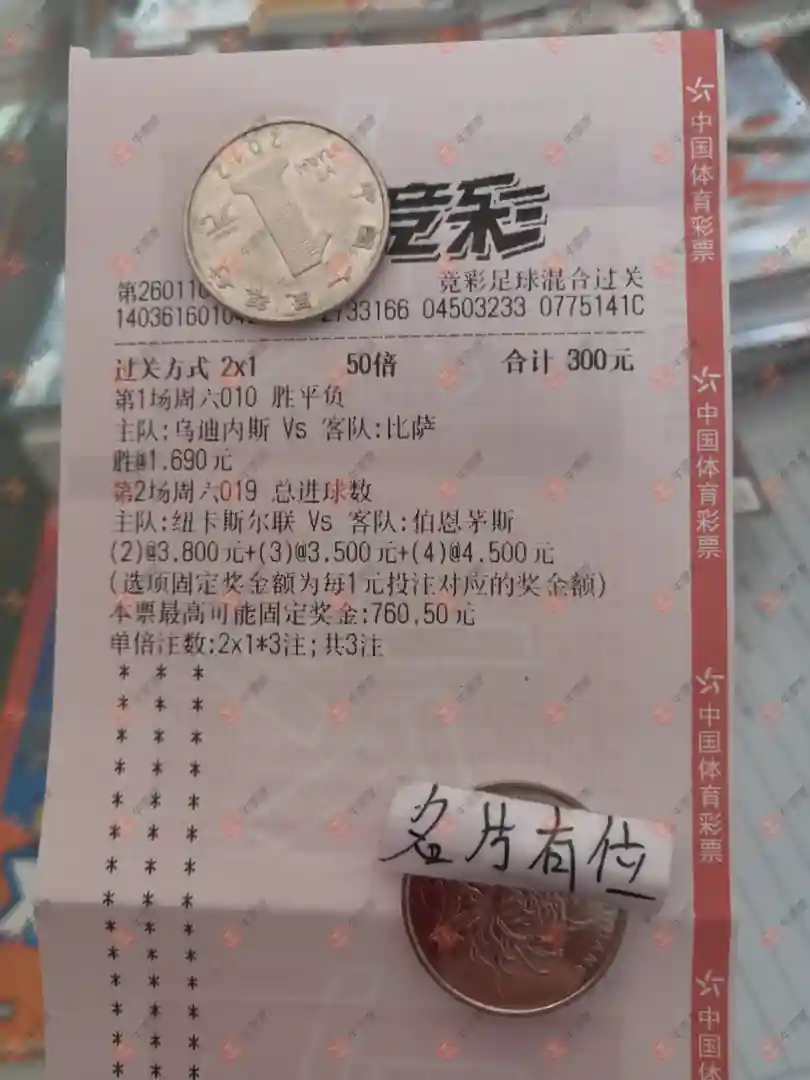 竞彩
第260110
竞彩足球混合过关
733166 04503233 0775141C
过关方式 2x1 50倍 合计 300元
第1场周六010 胜平负
主队:乌迪内斯 Vs 客队:比萨
胜@1.690元
第2场周六019 总进球数
主队:纽卡斯尔联 Vs 客队:伯恩茅斯
(2)@3.800元+(3)@3.500元+(4)@4.500元
(选项固定奖金额为每1元投注对应的奖金额)
本票最高可能固定奖金:760.50元
单倍注数:2x1*3注;共3注
* * *
* * *
* * *
* * *
* * *
* * *
* * *
* * *
* * *
* * *
* * *
* * *
* * *
* * *
名片有位
中国体育彩票
中国体育彩票
中国体育彩票
中国体